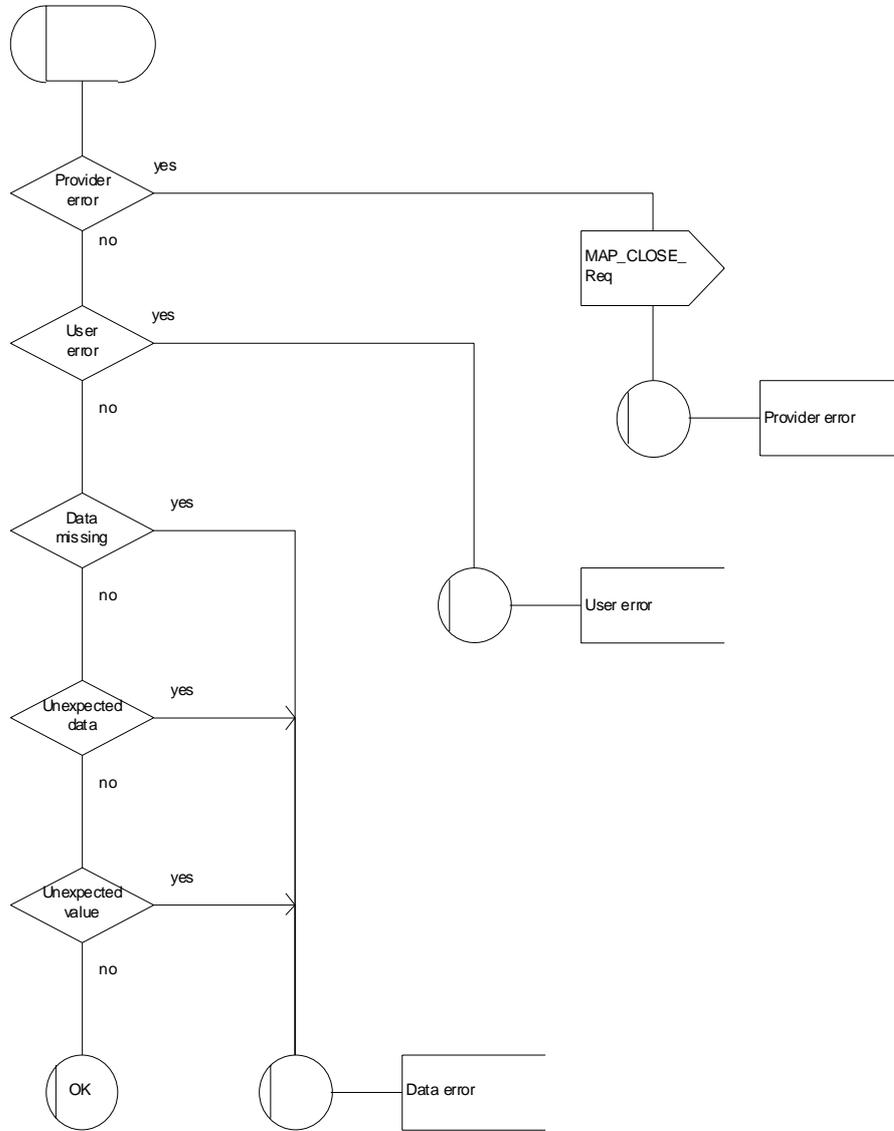 yes
Provider
error
no
MAP_CLOSE_
Req
yes
User
error
no
Provider error
yes
Data
missing
no
User error
yes
Unexpected
data
no
yes
Unexpected
value
no
OK
Data error